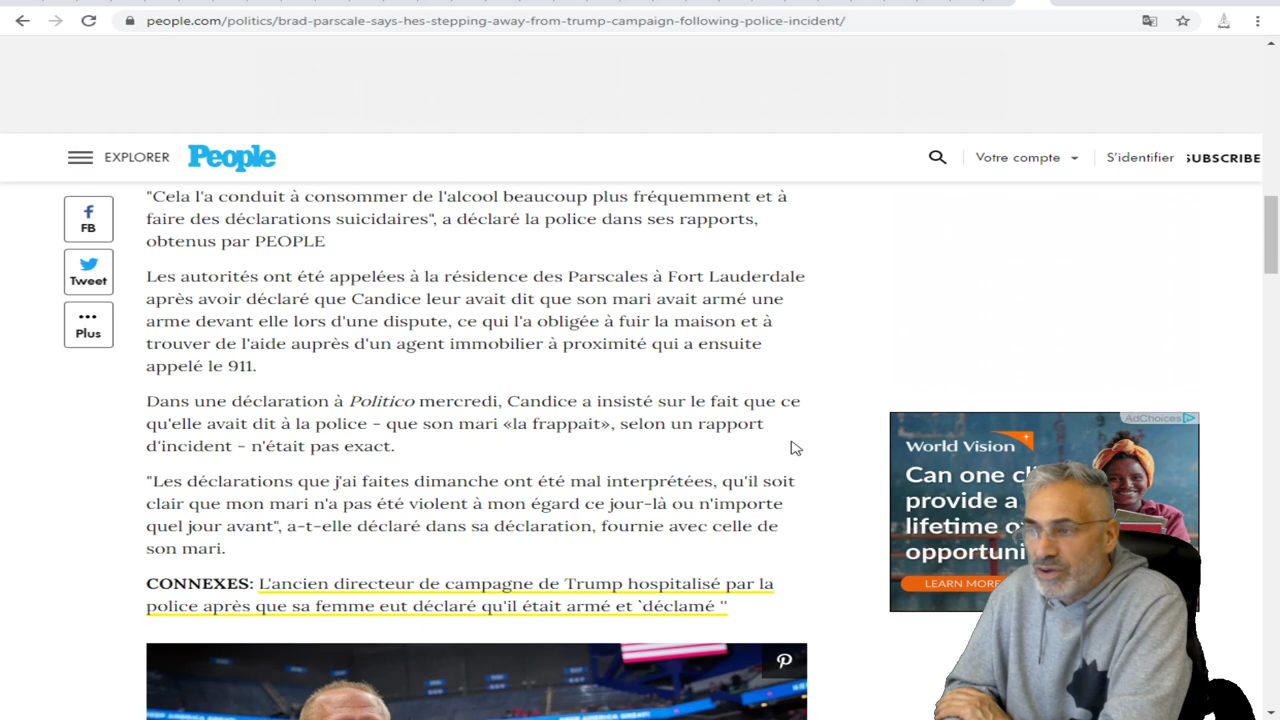 people.com/politics/brad-parscale-says-hes-stepping-away-from-trump-campaign-following-police-incident/
EXPLORER
People
Votre compte
S'identifier
SUBSCRIBE
FB
Tweet
Plus
"Cela l'a conduit à consommer de l'alcool beaucoup plus fréquemment et à
faire des déclarations suicidaires", a déclaré la police dans ses rapports,
obtenus par PEOPLE
Les autorités ont été appelées à la résidence des Parscales à Fort Lauderdale
après avoir déclaré que Candice leur avait dit que son mari avait armé une
arme devant elle lors d'une dispute, ce qui l'a obligée à fuir la maison et à
trouver de l'aide auprès d'un agent immobilier à proximité qui a ensuite
appelé le 911.
Dans une déclaration à Politico mercredi, Candice a insisté sur le fait que ce
qu'elle avait dit à la police - que son mari «la frappait», selon un rapport
d'incident - n'était pas exact.
"Les déclarations que j'ai faites dimanche ont été mal interprétées, qu'il soit
clair que mon mari n'a pas été violent à mon égard ce jour-là ou n'importe
quel jour avant", a-t-elle déclaré dans sa déclaration, fournie avec celle de
son mari.
CONNEXES: L'ancien directeur de campagne de Trump hospitalisé par la
police après que sa femme eut déclaré qu'il était armé et `déclamé ''
AdChoices
World Vision
Can one cl
provide a
lifetime o
opportuni
LEARN MORE